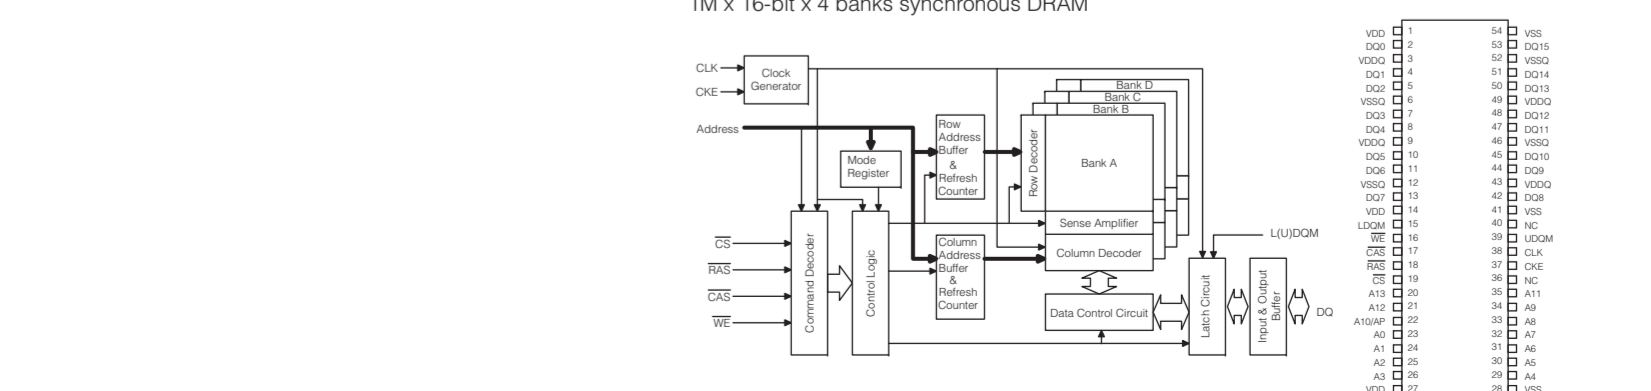 1M x 16-bit x 4 banks synchronous DRAM
CLK
CKE
Clock
Generator
Address
Mode
Register
Row
Address
Buffer
&
Refresh
Counter
Row Decoder
Bank D
Bank C
Bank B
Bank A
Sense Amplifier
Column Decoder
CS
RAS
CAS
WE
Command Decoder
Control Logic
Column
Address
Buffer
&
Refresh
Counter
Data Control Circuit
L(U)DQM
Latch Circuit
Input & Output
Buffer
DQ
VDD 1 54 VSS
DQ0 2 53 DQ15
VDDQ 3 52 VSSQ
DQ1 4 51 DQ14
DQ2 5 50 DQ13
VSSQ 6 49 VDDQ
DQ3 7 48 DQ12
DQ4 8 47 DQ11
VDDQ 9 46 VSSQ
DQ5 10 45 DQ10
DQ6 11 44 DQ9
VSSQ 12 43 VDDQ
DQ7 13 42 DQ8
VDD 14 41 VSS
LDQM 15 40 NC
WE 16 39 UDQM
CAS 17 38 CLK
RAS 18 37 CKE
CS 19 36 NC
A13 20 35 A11
A12 21 34 A9
A10/AP 22 33 A8
A0 23 32 A7
A1 24 31 A6
A2 25 30 A5
A3 26 29 A4
VDD 27 28 VSS